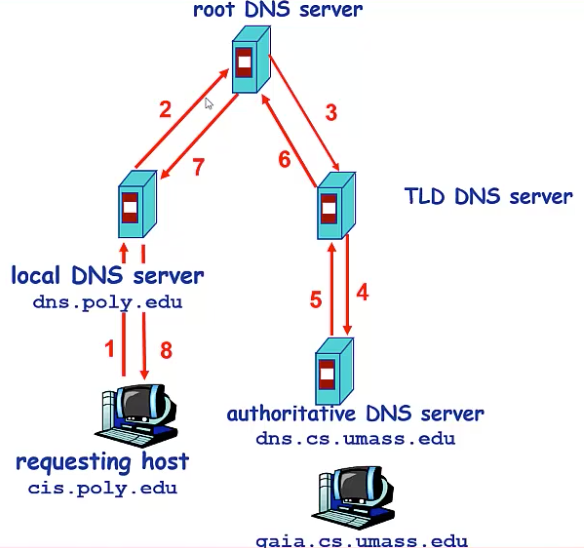 root DNS server
2
3
7
6
TLD DNS server
local DNS server
dns.poly.edu
5
4
1
8
authoritative DNS server
dns.cs.umass.edu
requesting host
cis.poly.edu
gaia.cs.umass.edu